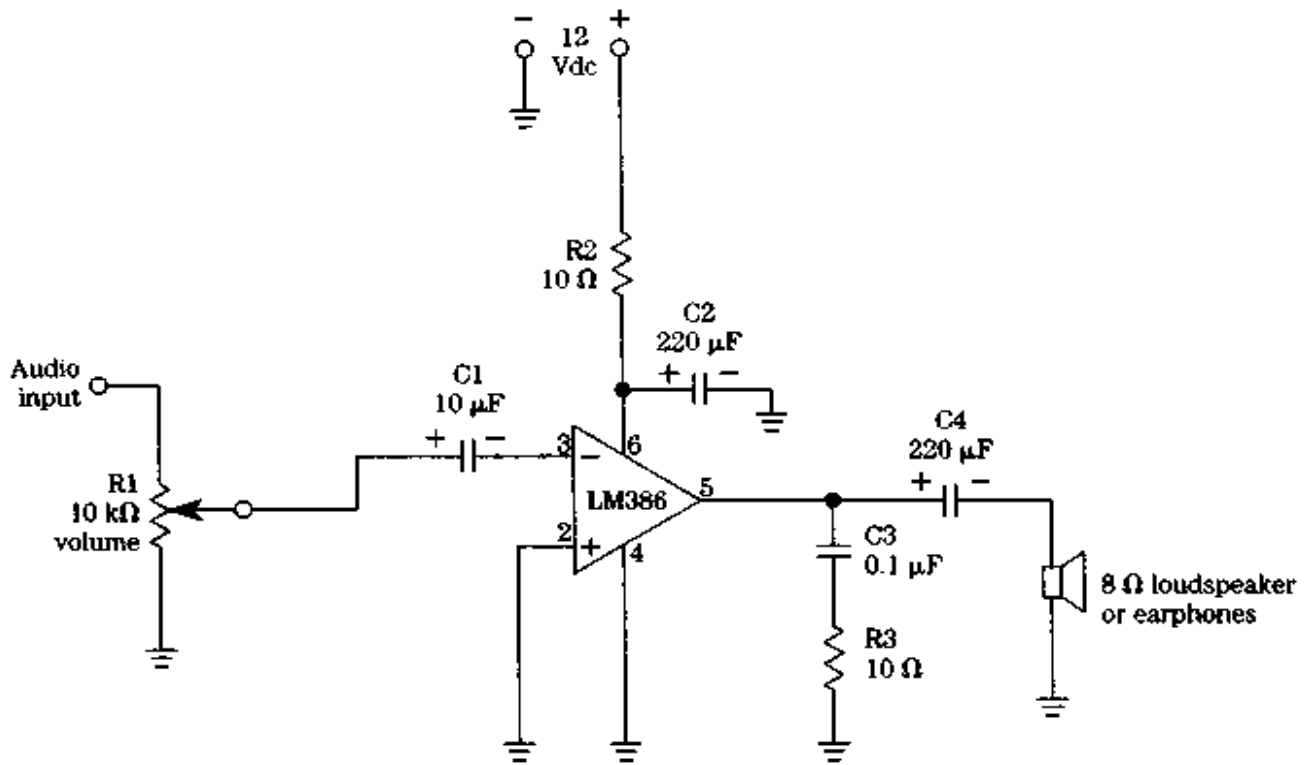 − +
12
Vdc
R2
10 Ω
C2
220 µF
+ −
Audio
input
C1
10 µF
+ −
R1
10 kΩ
volume
3
−
6
LM386
5
2
+
4
C4
220 µF
+ −
C3
0.1 µF
R3
10 Ω
8 Ω loudspeaker
or earphones